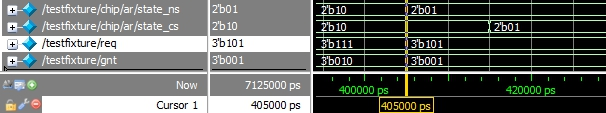 /testfixture/chip/ar/state_ns 2'b01 2'b10 2'b01
/testfixture/chip/ar/state_cs 2'b10 2'b10 2'b01
/testfixture/req 3'b101 3'b111 3'b101
/testfixture/gnt 3'b001 3'b010 3'b001
Now 7125000 ps 400000 ps 420000 ps
Cursor 1 405000 ps 405000 ps